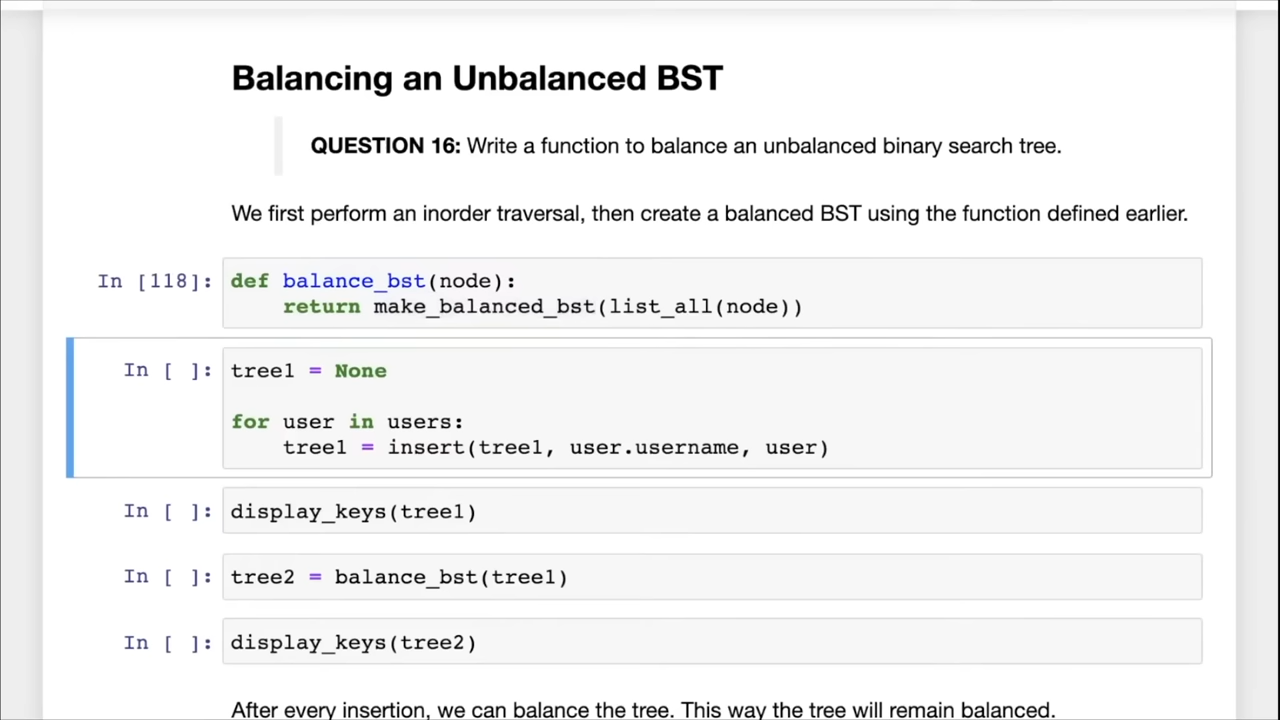 Balancing an Unbalanced BST
QUESTION 16: Write a function to balance an unbalanced binary search tree.
We first perform an inorder traversal, then create a balanced BST using the function defined earlier.
In [118]: def balance_bst(node):
    return make_balanced_bst(list_all(node))
In [ ]: tree1 = None
for user in users:
    tree1 = insert(tree1, user.username, user)
In [ ]: display_keys(tree1)
In [ ]: tree2 = balance_bst(tree1)
In [ ]: display_keys(tree2)
After every insertion, we can balance the tree. This way the tree will remain balanced.